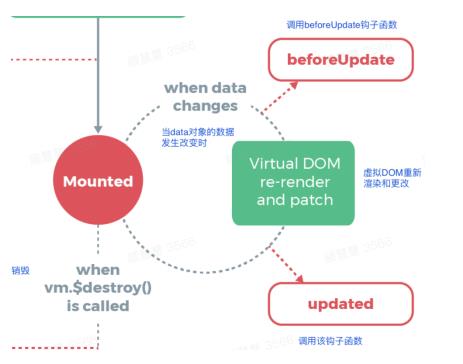 调用beforeUpdate钩子函数
beforeUpdate
when data
changes
当data对象的数据
发生改变时
Mounted
Virtual DOM
re-render
and patch
虚拟DOM重新
渲染和更改
销毁
when
vm.$destroy()
is called
updated
调用该钩子函数